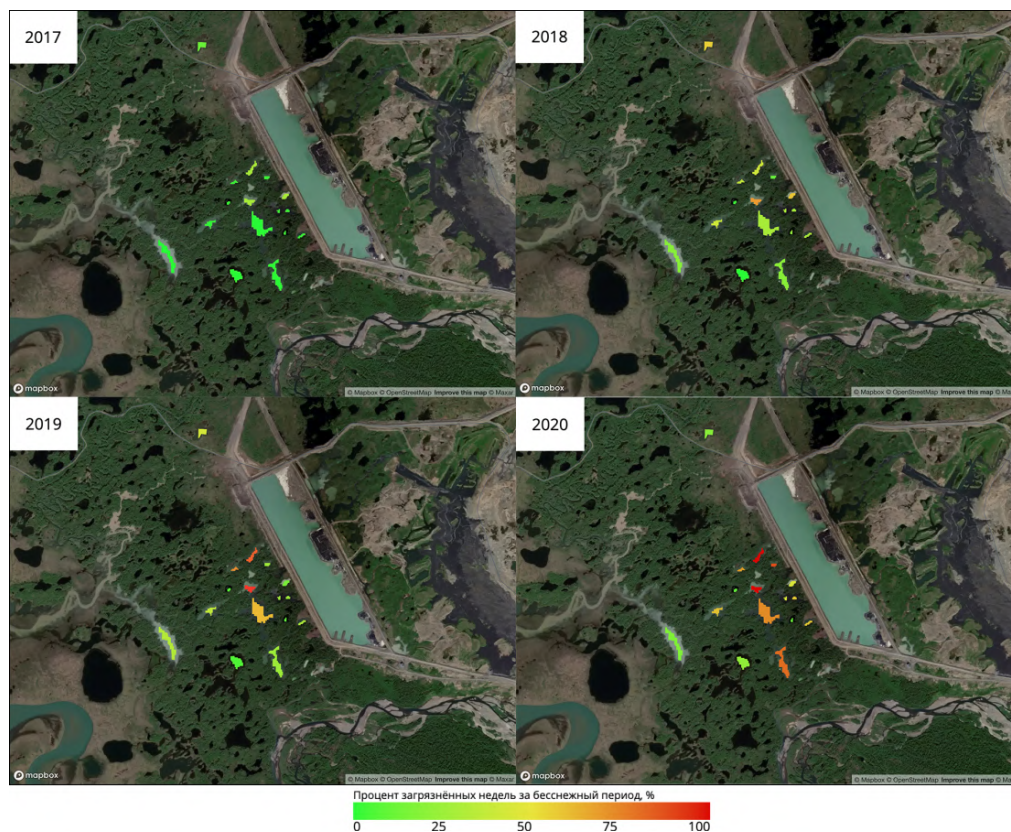 2017
2018
mapbox
© Mapbox © OpenStreetMap Improve this map © Maxar
mapbox
© Mapbox © OpenStreetMap Improve this map © Maxar
2019
2020
mapbox
© Mapbox © OpenStreetMap Improve this map © Maxar
mapbox
© Mapbox © OpenStreetMap Improve this map © Maxar
Процент загрязнённых недель за бесснежный период, %
0 25 50 75 100